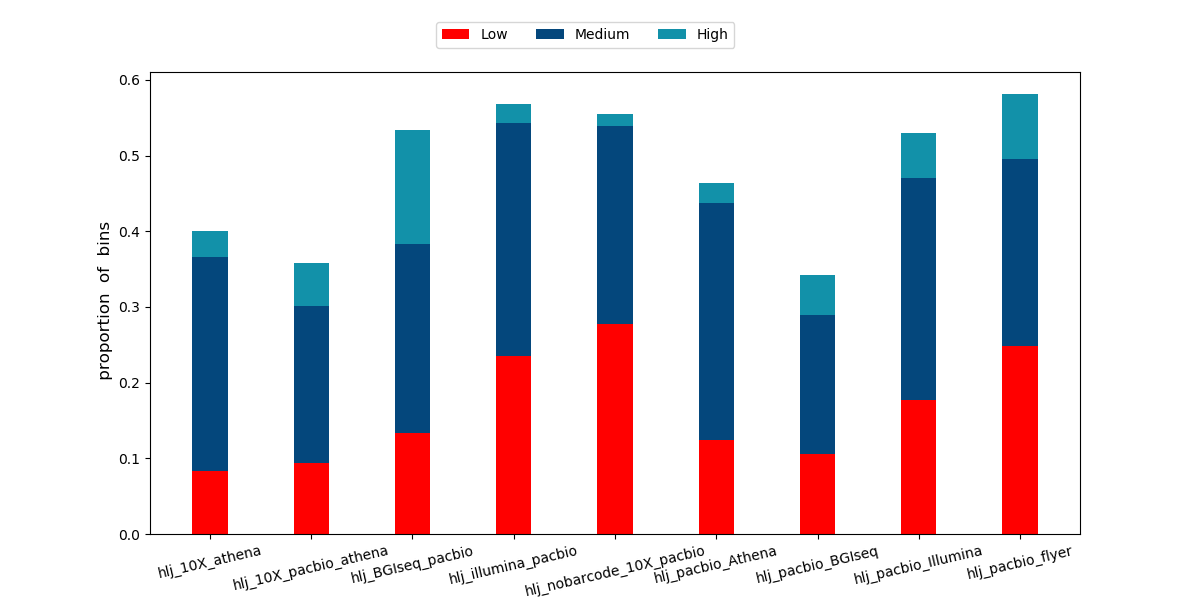 Low Medium High
proportion of bins
0.6
0.5
0.4
0.3
0.2
0.1
0.0
hlj_10X_athena
hlj_10X_pacbio_athena
hlj_BGIseq_pacbio
hlj_illumina_pacbio
hlj_nobarcode_10X_pacbio
hlj_pacbio_Athena
hlj_pacbio_BGIseq
hlj_pacbio_Illumina
hlj_pacbio_flyer